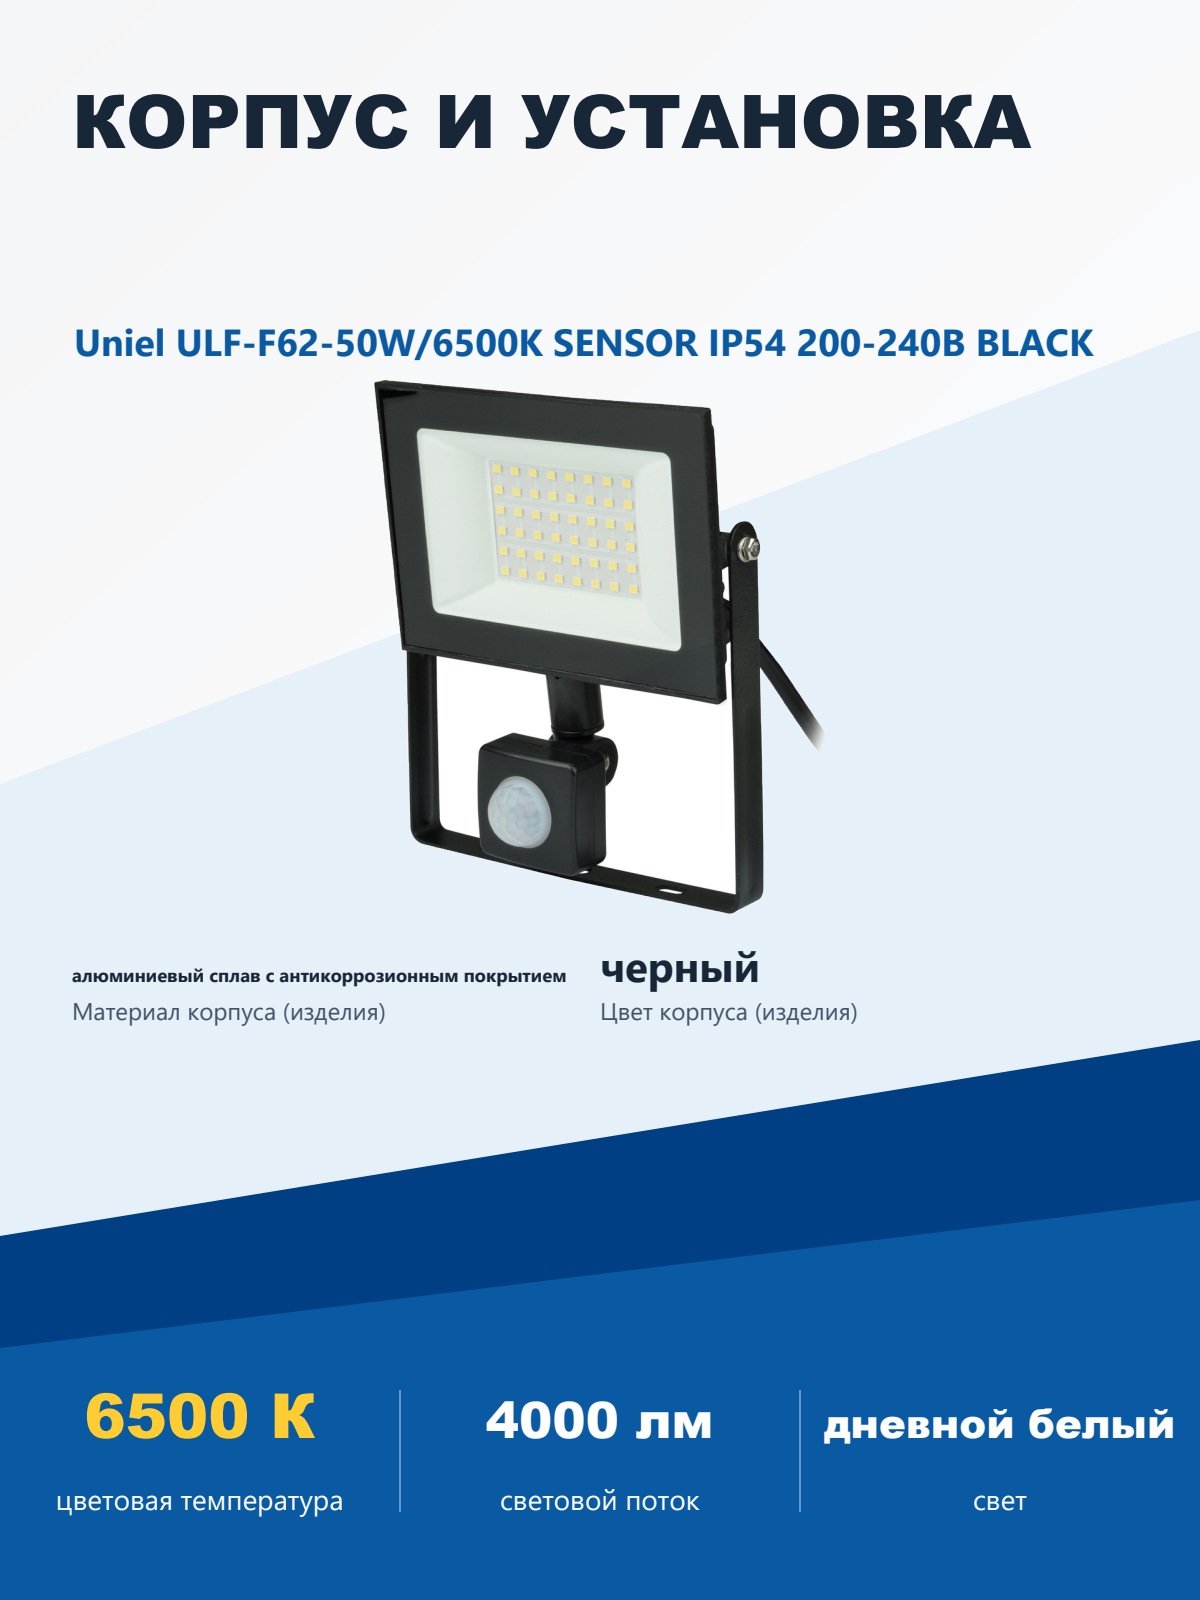 КОРПУС И УСТАНОВКА
Uniel ULF-F62-50W/6500K SENSOR IP54 200-240В BLACK
алюминиевый сплав с антикоррозионным покрытием
Материал корпуса (изделия)
черный
Цвет корпуса (изделия)
6500 К
цветовая температура
4000 лм
световой поток
дневной белый
свет